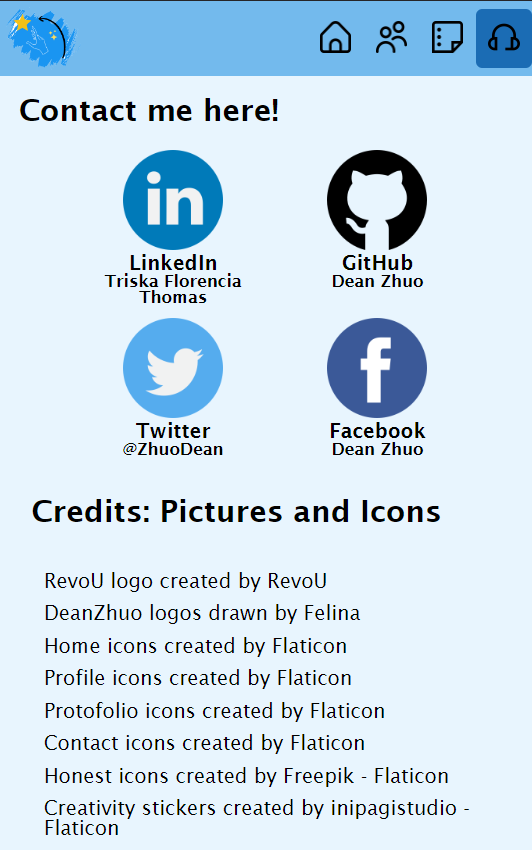 Contact me here!
in
LinkedIn
Triska Florencia
Thomas
GitHub
Dean Zhuo
Twitter
@ZhuoDean
f
Facebook
Dean Zhuo
Credits: Pictures and Icons
RevoU logo created by RevoU
DeanZhuo logos drawn by Felina
Home icons created by Flaticon
Profile icons created by Flaticon
Protofolio icons created by Flaticon
Contact icons created by Flaticon
Honest icons created by Freepik - Flaticon
Creativity stickers created by inipagistudio -
Flaticon